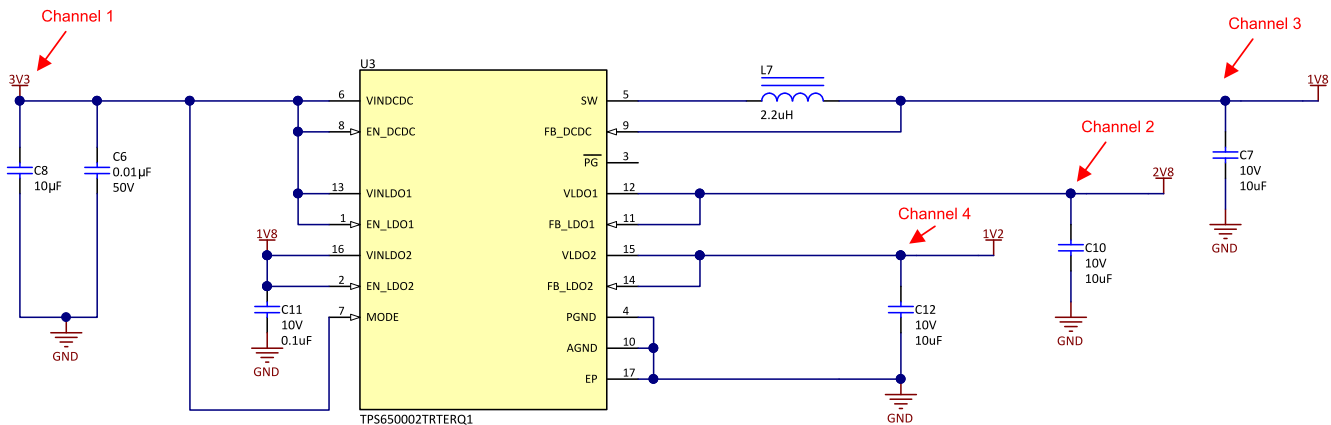 Channel 1
Channel 3
U3
3V3
L7
1V8
6
VINDCDC
SW
5
2.2uH
8
EN_DCDC
FB_DCDC
9
Channel 2
C8
10µF
C6
0.01µF
50V
PG
3
C7
10V
10uF
13
VINLDO1
VLDO1
12
2V8
1
EN_LDO1
FB_LDO1
11
Channel 4
GND
1V8
16
VINLDO2
VLDO2
15
1V2
C10
10V
10uF
2
EN_LDO2
FB_LDO2
14
C11
10V
0.1uF
7
MODE
PGND
4
C12
10V
10uF
GND
GND
AGND
10
GND
GND
EP
17
GND
TPS650002TRTERQ1